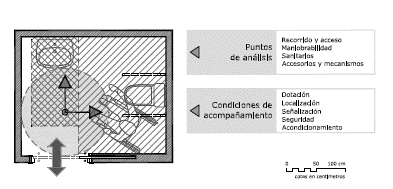 Puntos
de análisis
Recorrido y acceso
Maniobrabilidad
Sanitarios
Accesorios y mecanismos
Condiciones de
acompañamiento
Dotación
Localización
Señalización
Seguridad
Acondicionamiento
0 50 100 cm
cotas en centímetros